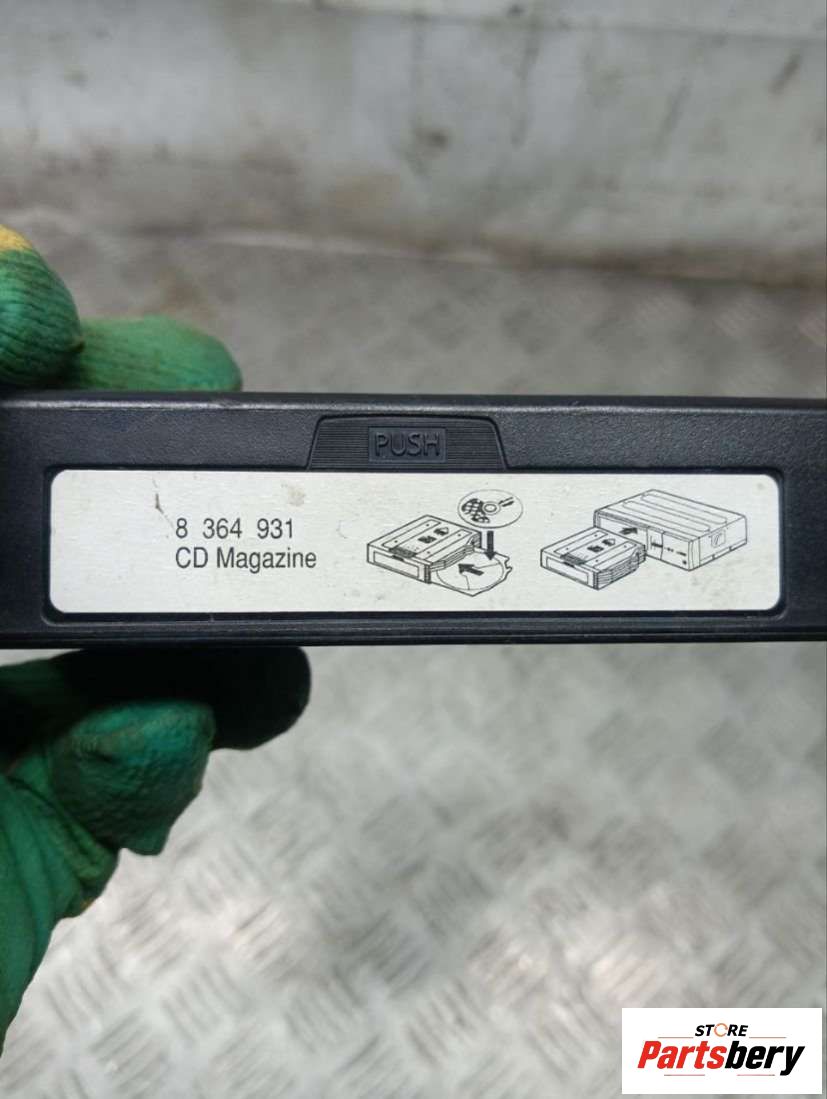 PUSH
8 364 931
CD Magazine
STORE
Partsbery